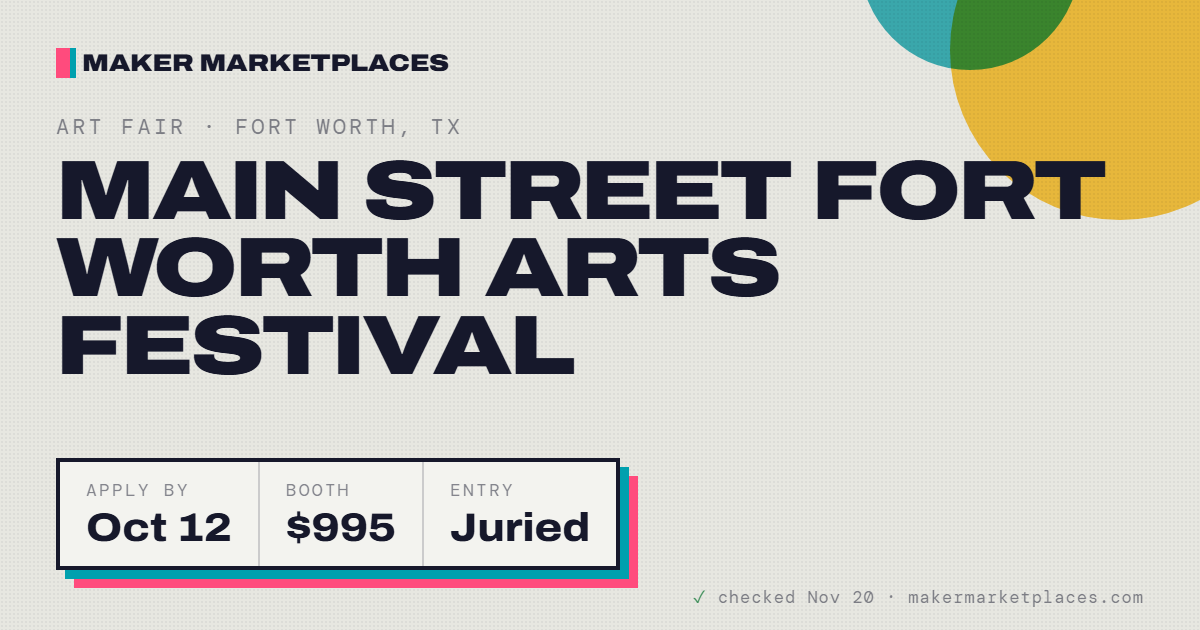 MAKER MARKETPLACES
ART FAIR · FORT WORTH, TX
MAIN STREET FORT
WORTH ARTS
FESTIVAL
APPLY BY BOOTH ENTRY
Oct 12 $995 Juried
✓ checked Nov 20 · makermarketplaces.com